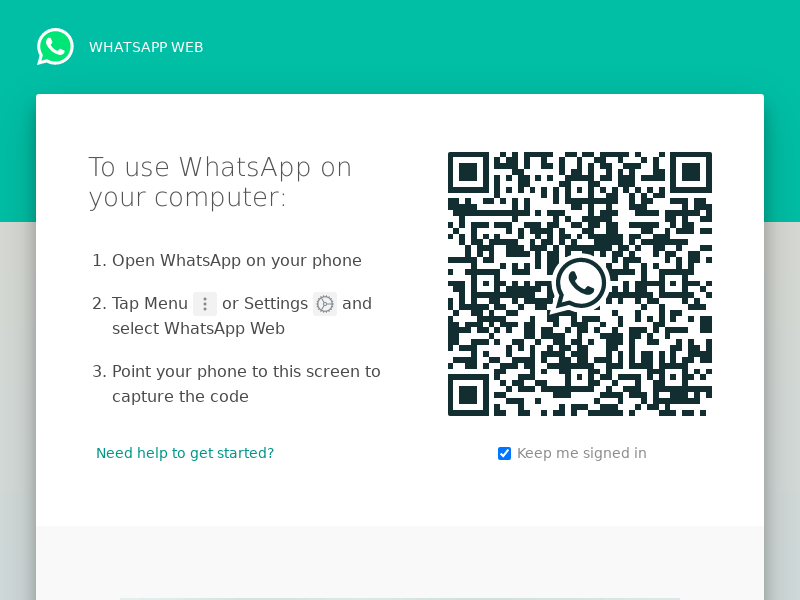 WHATSAPP WEB
To use WhatsApp on
your computer:
1. Open WhatsApp on your phone
2. Tap Menu or Settings and
select WhatsApp Web
3. Point your phone to this screen to
capture the code
Need help to get started?
Keep me signed in